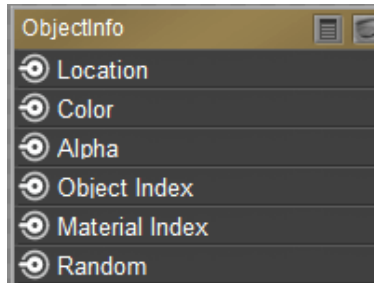 ObjectInfo
Location
Color
Alpha
Object Index
Material Index
Random